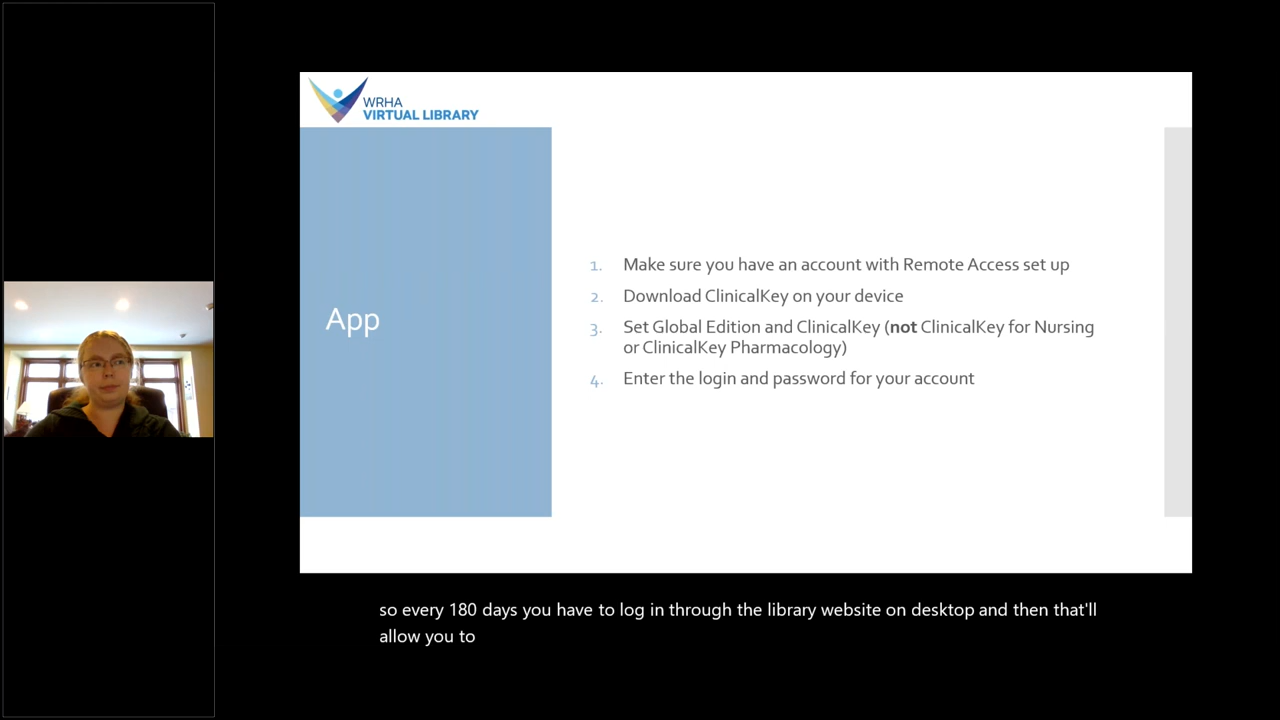 WRHA
VIRTUAL LIBRARY
App
1. Make sure you have an account with Remote Access set up
2. Download ClinicalKey on your device
3. Set Global Edition and ClinicalKey (not ClinicalKey for Nursing
or ClinicalKey Pharmacology)
4. Enter the login and password for your account
so every 180 days you have to log in through the library website on desktop and then that'll
allow you to